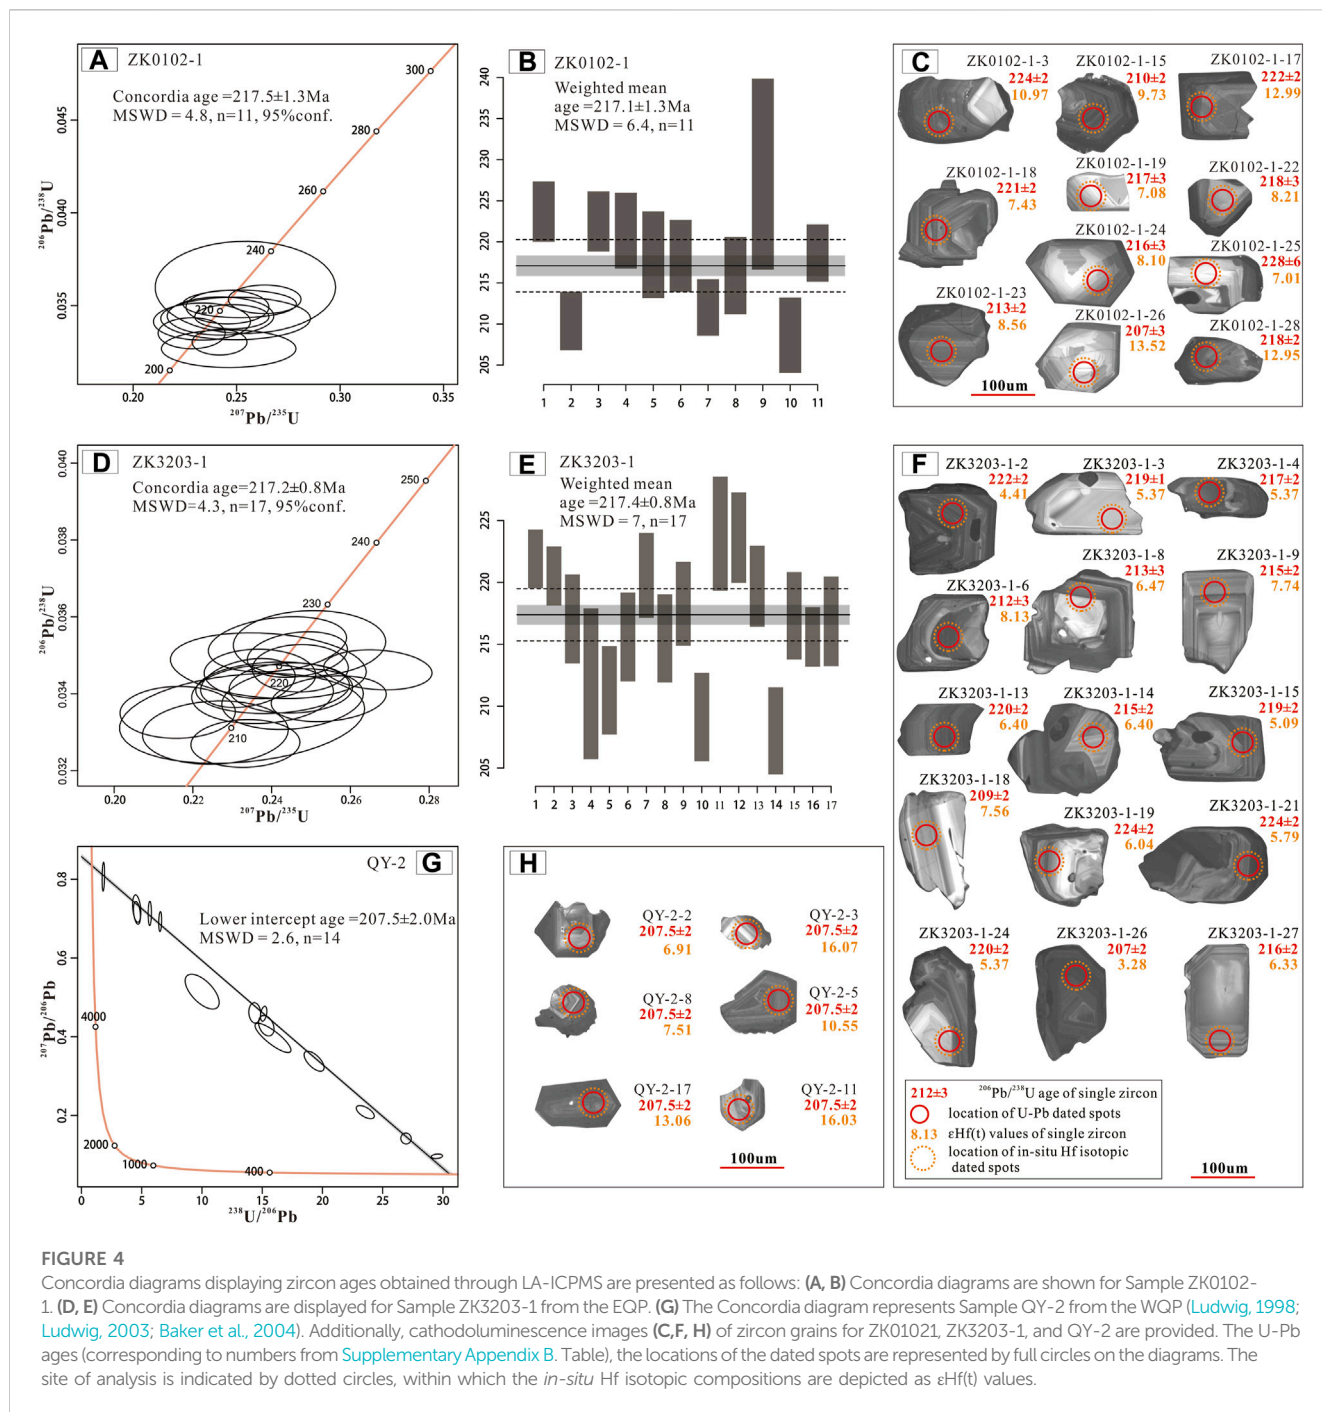 A
ZK0102-1
Concordia age =217.5±1.3Ma
MSWD = 4.8, n=11, 95%conf.
300
280
260
240
220
200
0.045
0.040
0.035
²⁰⁶Pb/²³⁸U
0.20
0.25
0.30
0.35
²⁰⁷Pb/²³⁵U
B
ZK0102-1
Weighted mean
age =217.1±1.3Ma
MSWD = 6.4, n=11
240
235
230
225
220
215
210
205
1
2
3
4
5
6
7
8
9
10
11
C
ZK0102-1-3
224±2
10.97
ZK0102-1-15
210±2
9.73
ZK0102-1-17
222±2
12.99
ZK0102-1-18
221±2
7.43
ZK0102-1-19
217±3
7.08
ZK0102-1-22
218±3
8.21
ZK0102-1-24
216±3
8.10
ZK0102-1-25
228±6
7.01
ZK0102-1-23
213±2
8.56
ZK0102-1-26
207±3
13.52
ZK0102-1-28
218±2
12.95
100um
D
ZK3203-1
Concordia age=217.2±0.8Ma
MSWD=4.3, n=17, 95%conf.
250
240
230
220
210
0.040
0.038
0.036
0.034
0.032
²⁰⁶Pb/²³⁸U
0.20
0.22
0.24
0.26
0.28
²⁰⁷Pb/²³⁵U
E
ZK3203-1
Weighted mean
age =217.4±0.8Ma
MSWD = 7, n=17
225
220
215
210
205
1
2
3
4
5
6
7
8
9
10
11
12
13
14
15
16
17
F
ZK3203-1-2
222±2
4.41
ZK3203-1-3
219±1
5.37
ZK3203-1-4
217±2
5.37
ZK3203-1-6
212±3
8.13
ZK3203-1-8
213±3
6.47
ZK3203-1-9
215±2
7.74
ZK3203-1-13
220±2
6.40
ZK3203-1-14
215±2
6.40
ZK3203-1-15
219±2
5.09
ZK3203-1-18
209±2
7.56
ZK3203-1-19
224±2
6.04
ZK3203-1-21
224±2
5.79
ZK3203-1-24
220±2
5.37
ZK3203-1-26
207±2
3.28
ZK3203-1-27
216±2
6.33
212±3 ²⁰⁶Pb/²³⁸U age of single zircon
location of U-Pb dated spots
8.13 εHf(t) values of single zircon
location of in-situ Hf isotopic
dated spots
100um
QY-2
G
Lower intercept age =207.5±2.0Ma
MSWD = 2.6, n=14
4000
2000
1000
400
0.8
0.6
0.4
0.2
²⁰⁷Pb/²⁰⁶Pb
0
5
10
15
20
25
30
²³⁸U/²⁰⁶Pb
H
QY-2-2
207.5±2
6.91
QY-2-3
207.5±2
16.07
QY-2-8
207.5±2
7.51
QY-2-5
207.5±2
10.55
QY-2-17
207.5±2
13.06
QY-2-11
207.5±2
16.03
100um
FIGURE 4
Concordia diagrams displaying zircon ages obtained through LA-ICPMS are presented as follows: (A, B) Concordia diagrams are shown for Sample ZK0102-
1. (D, E) Concordia diagrams are displayed for Sample ZK3203-1 from the EQP. (G) The Concordia diagram represents Sample QY-2 from the WQP (Ludwig, 1998;
Ludwig, 2003; Baker et al., 2004). Additionally, cathodoluminescence images (C,F, H) of zircon grains for ZK01021, ZK3203-1, and QY-2 are provided. The U-Pb
ages (corresponding to numbers from Supplementary Appendix B. Table), the locations of the dated spots are represented by full circles on the diagrams. The
site of analysis is indicated by dotted circles, within which the in-situ Hf isotopic compositions are depicted as εHf(t) values.